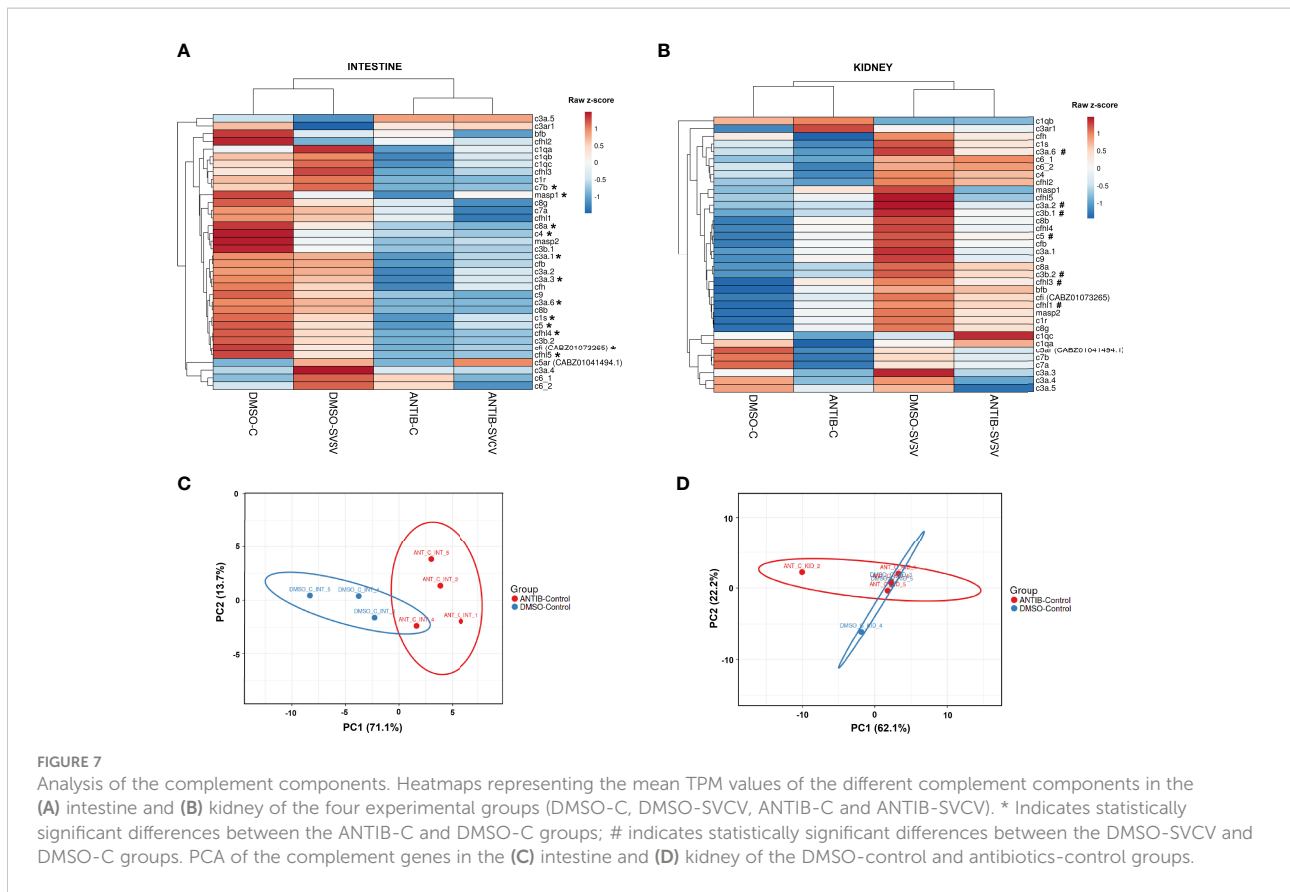 A
INTESTINE
Raw z-score
1
0.5
0
-0.5
-1
c3a.5
c3ar1
bfb
cfhl2
c1qa
c1qb
c1qc
cfhl3
c1r
c7b *
masp1 *
c8g
c7a
cfhl1
c8a *
c4 *
masp2
c3b.1
c3a.1 *
cfb
c3a.2
c3a.3 *
cfh
c9
c3a.6 *
c8b
c1s *
c5 *
cfhl4 *
c3b.2
cfi (CABZ01073265) *
cfhl5 *
c5ar (CABZ01041494.1)
c3a.4
c6_1
c6_2
DMSO-C
DMSO-SVSV
ANTIB-C
ANTIB-SVCV
B
KIDNEY
Raw z-score
1
0.5
0
-0.5
-1
c1qb
c3ar1
cfh
c1s
c3a.6 #
c6_1
c6_2
c4
cfhl2
masp1
cfhl5
c3a.2 #
c3b.1 #
c8b
cfhl4
c5 #
cfb
c3a.1
c9
c8a
c3b.2 #
cfhl3 #
bfb
cfi (CABZ01073265)
cfhl1 #
masp2
c1r
c8g
c1qc
c1qa
c5ar (CABZ01041494.1)
c7b
c7a
c3a.3
c3a.4
c3a.5
DMSO-C
ANTIB-C
DMSO-SVSV
ANTIB-SVSV
C
0
5
0
-5
PC2 (13.7%)
DMSO_C_INT_5
ANT_C_INT_5
ANT_C_INT_4
ANT_C_INT_1
-10
-5
0
5
PC1 (71.1%)
Group
ANTIB-Control
DMSO-Control
D
10
0
-10
PC2 (22.2%)
ANT_C_KID_2
DMSO_C_KID_4
-10
0
10
PC1 (62.1%)
Group
ANTIB-Control
DMSO-Control
FIGURE 7
Analysis of the complement components. Heatmaps representing the mean TPM values of the different complement components in the
(A) intestine and (B) kidney of the four experimental groups (DMSO-C, DMSO-SVCV, ANTIB-C and ANTIB-SVCV). * Indicates statistically
significant differences between the ANTIB-C and DMSO-C groups; # indicates statistically significant differences between the DMSO-SVCV and
DMSO-C groups. PCA of the complement genes in the (C) intestine and (D) kidney of the DMSO-control and antibiotics-control groups.